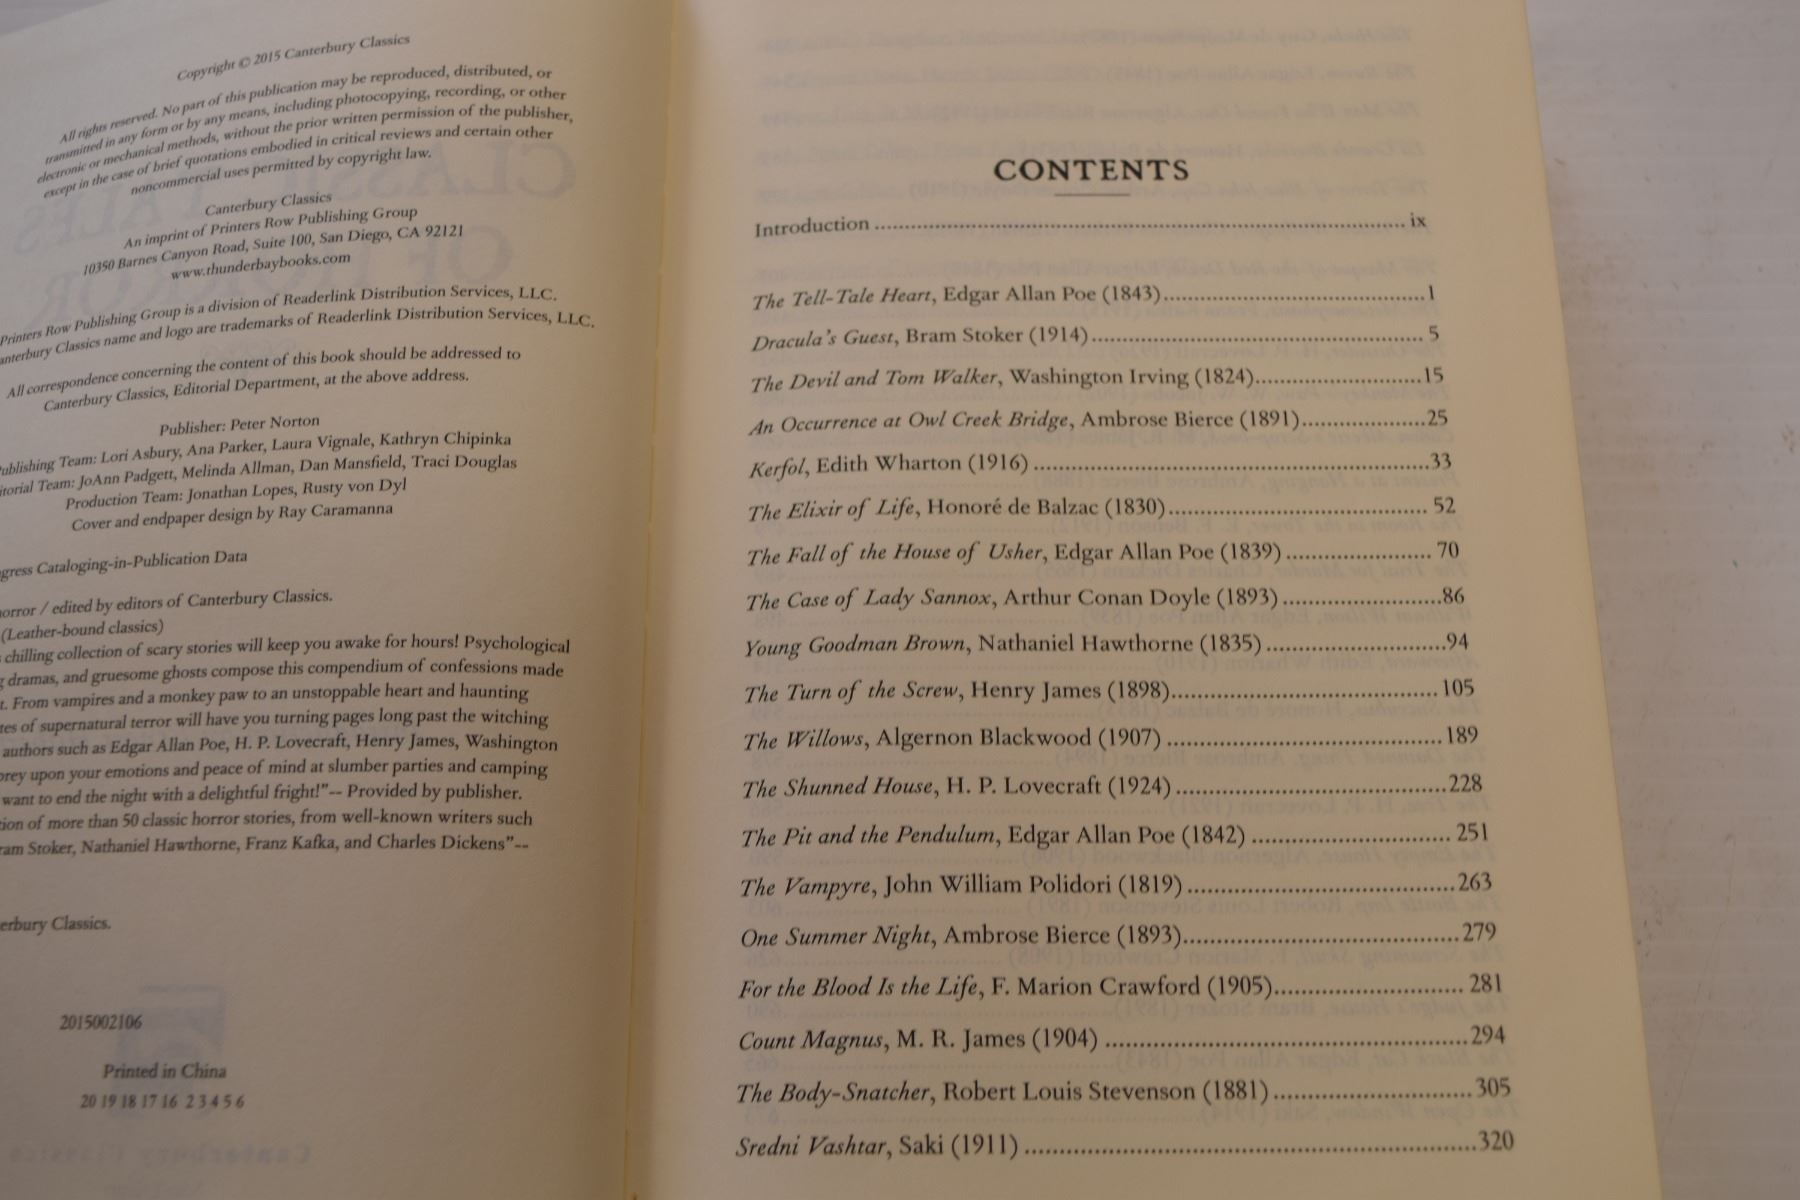 Copyright © 2015 Canterbury Classics
All rights reserved. No part of this publication may be reproduced, distributed, or
transmitted in any form or by any means, including photocopying, recording, or other
electronic or mechanical methods, without the prior written permission of the publisher,
except in the case of brief quotations embodied in critical reviews and certain other
noncommercial uses permitted by copyright law.
Canterbury Classics
An imprint of Printers Row Publishing Group
10350 Barnes Canyon Road, Suite 100, San Diego, CA 92121
www.thunderbaybooks.com
Printers Row Publishing Group is a division of Readerlink Distribution Services, LLC.
anterbury Classics name and logo are trademarks of Readerlink Distribution Services, LLC.
All correspondence concerning the content of this book should be addressed to
Canterbury Classics, Editorial Department, at the above address.
Publisher: Peter Norton
ublishing Team: Lori Asbury, Ana Parker, Laura Vignale, Kathryn Chipinka
itorial Team: JoAnn Padgett, Melinda Allman, Dan Mansfield, Traci Douglas
Production Team: Jonathan Lopes, Rusty von Dyl
Cover and endpaper design by Ray Caramanna
gress Cataloging-in-Publication Data
orror / edited by editors of Canterbury Classics.
(Leather-bound classics)
chilling collection of scary stories will keep you awake for hours! Psychological
g dramas, and gruesome ghosts compose this compendium of confessions made
t. From vampires and a monkey paw to an unstoppable heart and haunting
tes of supernatural terror will have you turning pages long past the witching
authors such as Edgar Allan Poe, H. P. Lovecraft, Henry James, Washington
prey upon your emotions and peace of mind at slumber parties and camping
want to end the night with a delightful fright!"-- Provided by publisher.
ion of more than 50 classic horror stories, from well-known writers such
ram Stoker, Nathaniel Hawthorne, Franz Kafka, and Charles Dickens"--
erbury Classics.
2015002106
Printed in China
20 19 18 17 16 2 3 4 5 6
CONTENTS
Introduction ........ ix
The Tell-Tale Heart, Edgar Allan Poe (1843)........1
Dracula's Guest, Bram Stoker (1914)........ 5
The Devil and Tom Walker, Washington Irving (1824)........15
An Occurrence at Owl Creek Bridge, Ambrose Bierce (1891)........25
Kerfol, Edith Wharton (1916) ........33
The Elixir of Life, Honoré de Balzac (1830)........ 52
The Fall of the House of Usher, Edgar Allan Poe (1839) ........ 70
The Case of Lady Sannox, Arthur Conan Doyle (1893) ........86
Young Goodman Brown, Nathaniel Hawthorne (1835)........94
The Turn of the Screw, Henry James (1898)........ 105
The Willows, Algernon Blackwood (1907) ........189
The Shunned House, H. P. Lovecraft (1924) ........228
The Pit and the Pendulum, Edgar Allan Poe (1842) ........ 251
The Vampyre, John William Polidori (1819)........263
One Summer Night, Ambrose Bierce (1893)........279
For the Blood Is the Life, F. Marion Crawford (1905)........ 281
Count Magnus, M. R. James (1904) ........294
The Body-Snatcher, Robert Louis Stevenson (1881)........305
Sredni Vashtar, Saki (1911) ........320